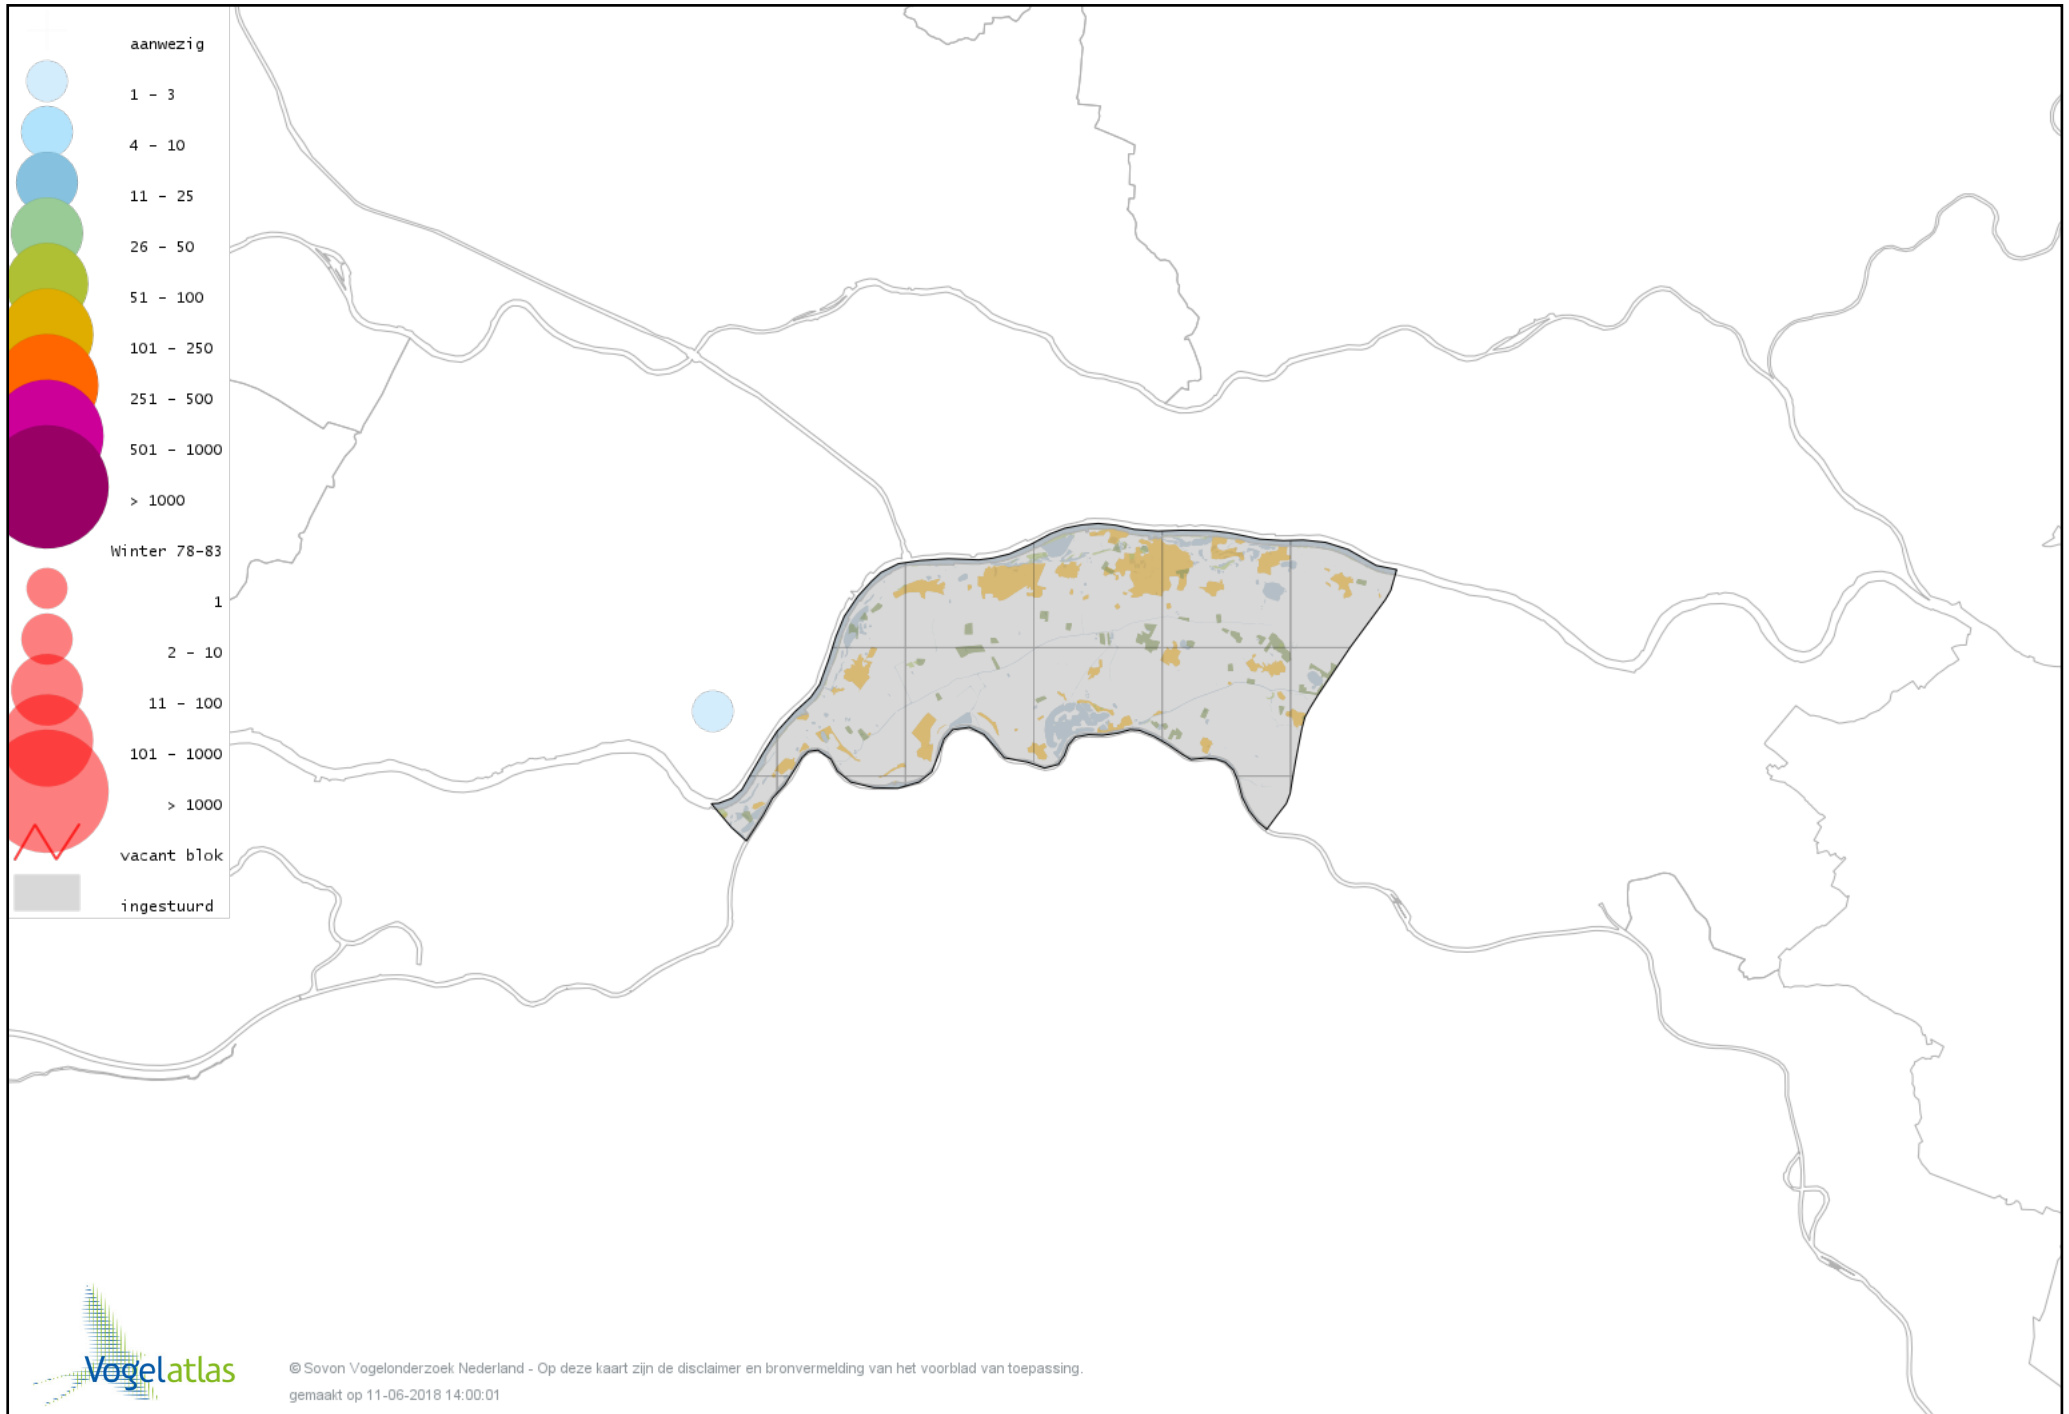 aanwezig
1 - 3
4 - 10
11 - 25
26 - 50
51 - 100
101 - 250
251 - 500
501 - 1000
> 1000
Winter 78-83
1
2 - 10
11 - 100
101 - 1000
> 1000
vacant blok
ingestuurd
Vogelatlas
© Sovon Vogelonderzoek Nederland - Op deze kaart zijn de disclaimer en bronvermelding van het voorblad van toepassing.
gemaakt op 11-06-2018 14:00:01